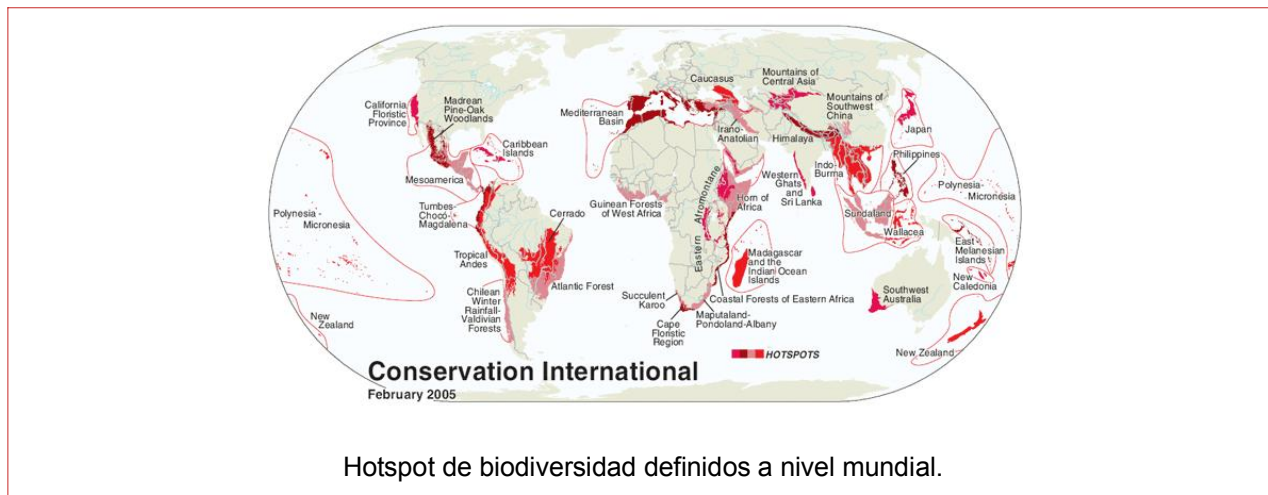 California
Floristic
Province
Madrean
Pine-Oak
Woodlands
Caribbean
Islands
Mesoamerica
Polynesia -
Micronesia
Tumbes-
Chocó-
Magdalena
Tropical
Andes
Cerrado
Atlantic Forest
Chilean
Winter
Rainfall-
Valdivian
Forests
New
Zealand
Mediterranean
Basin
Caucasus
Irano-
Anatolian
Mountains of
Central Asia
Mountains of
Southwest
China
Himalaya
Indo-
Burma
Japan
Philippines
Western
Ghats
and
Sri Lanka
Guinean Forests
of West Africa
Eastern Afromontane
Horn of
Africa
Sundaland
Wallacea
Polynesia -
Micronesia
East
Melanesian
Islands
New
Caledonia
Madagascar
and the
Indian Ocean
Islands
Coastal Forests of Eastern Africa
Succulent
Karoo
Cape
Floristic
Region
Maputaland-
Pondoland-Albany
Southwest
Australia
New Zealand
HOTSPOTS
Conservation International
February 2005
Hotspot de biodiversidad definidos a nivel mundial.